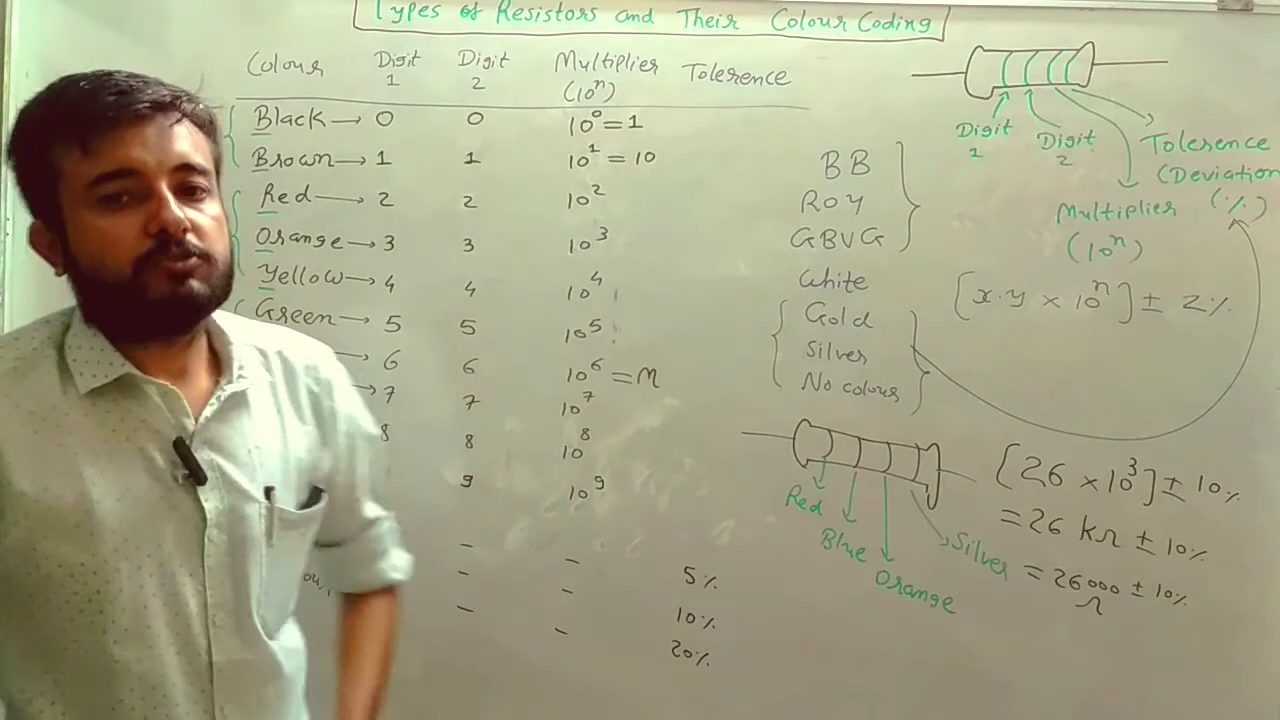 Types of Resistors and Their Colour Coding
Colour Digit 1 Digit 2 Multiplier (10ⁿ) Tolerence
Black → 0 0 10⁰ = 1
Brown → 1 1 10¹ = 10
Red → 2 2 10²
Orange → 3 3 10³
Yellow → 4 4 10⁴
Green → 5 5 10⁵
→ 6 6 10⁶ = M
→ 7 7 10⁷
8 8 10⁸
9 10⁹
- - 5%
- - 10%
- - 20%
BB
ROY
GBVG
White
Gold
Silver
No colour
Digit 1
Digit 2
Multiplier
(10ⁿ)
Tolerence
(Deviation
(%)
[x.y × 10ⁿ] ± Z%
Red
Blue
Orange
Silver
[26 × 10³] ± 10%
= 26 kΩ ± 10%
= 26000 ± 10%
Ω